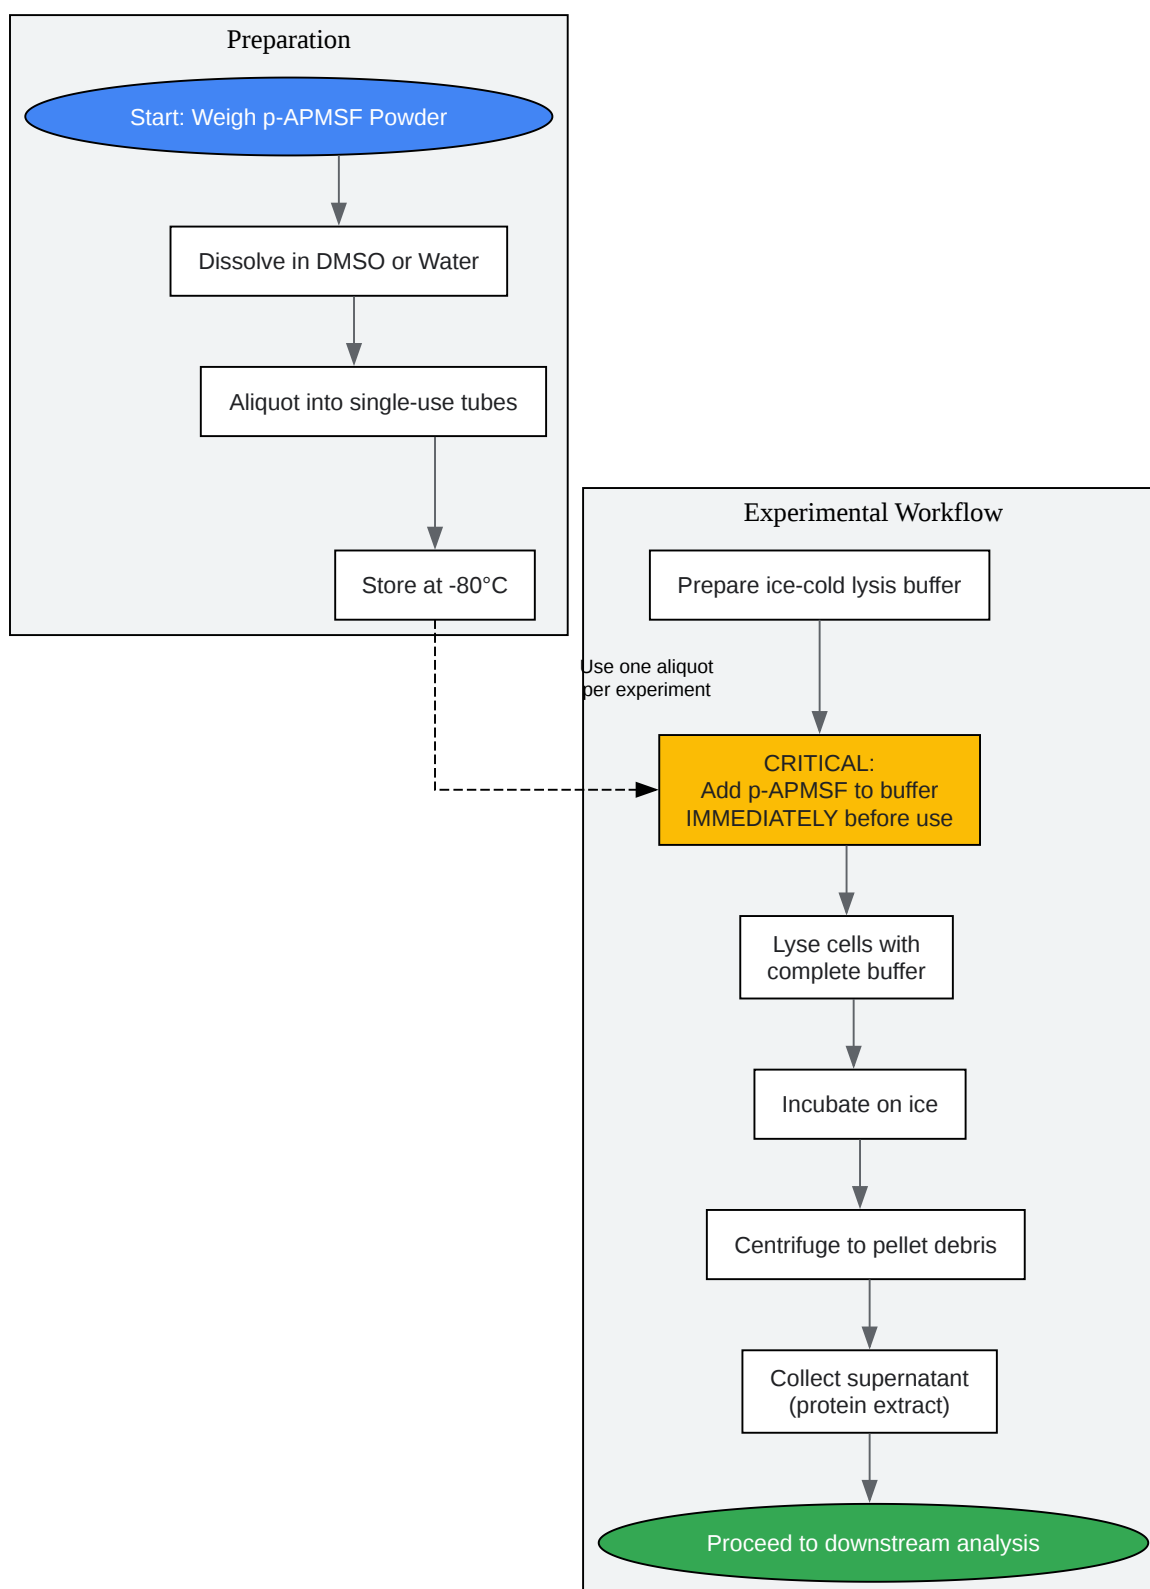 Preparation
Start: Weigh p-APMSF Powder
Dissolve in DMSO or Water
Aliquot into single-use tubes
Store at -80°C
Experimental Workflow
Prepare ice-cold lysis buffer
Use one aliquot
per experiment
CRITICAL:
Add p-APMSF to buffer
IMMEDIATELY before use
Lyse cells with
complete buffer
Incubate on ice
Centrifuge to pellet debris
Collect supernatant
(protein extract)
Proceed to downstream analysis